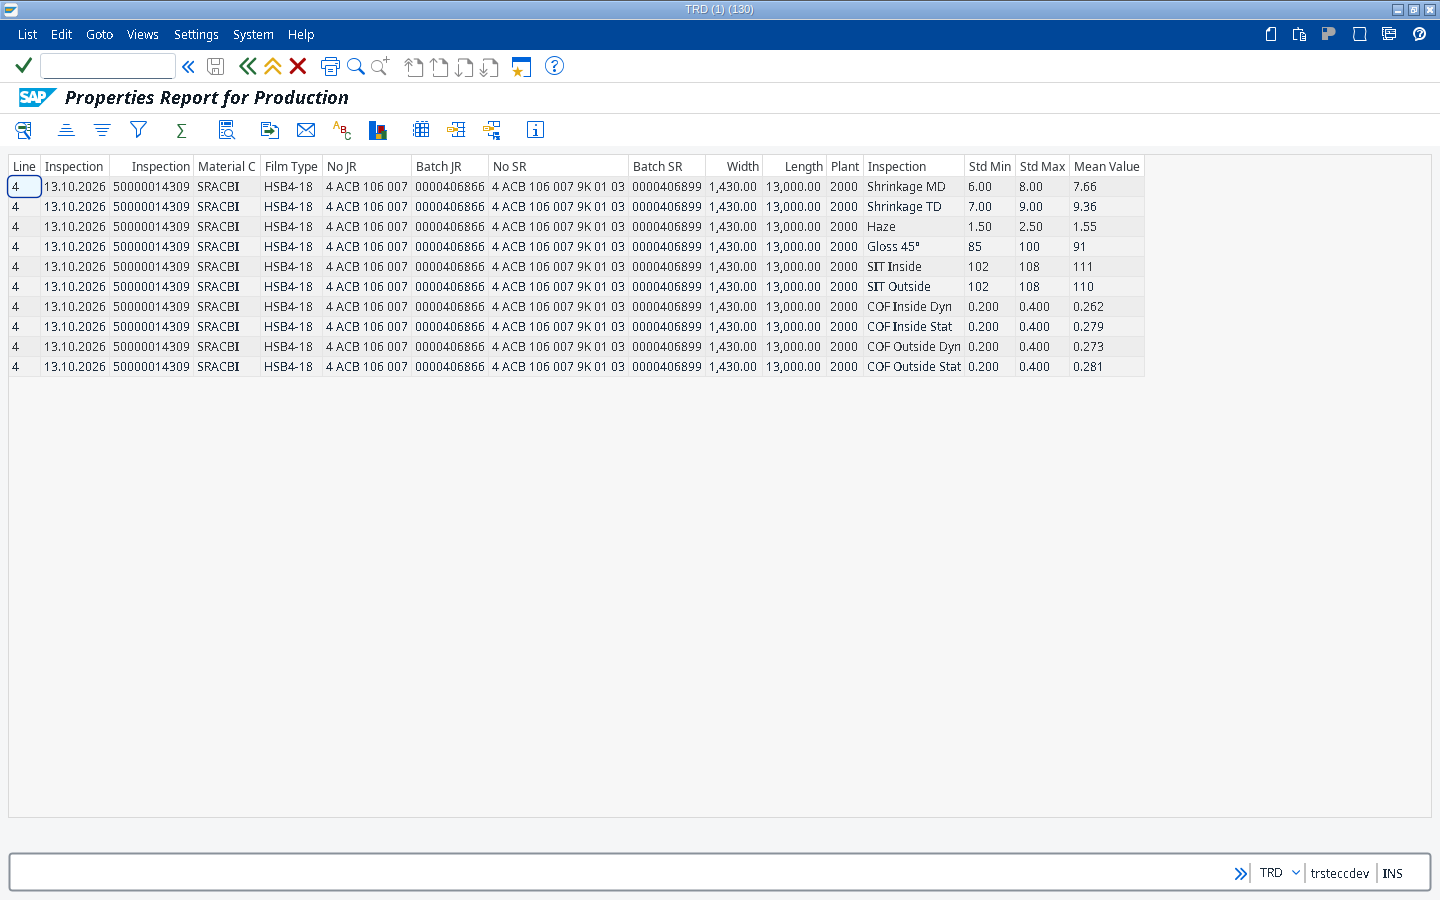 TRD (1) (130)
List Edit Goto Views Settings System Help
SAP Properties Report for Production
Line Inspection Inspection Material C Film Type No JR Batch JR No SR Batch SR Width Length Plant Inspection Std Min Std Max Mean Value
4 13.10.2026 50000014309 SRACBI HSB4-18 4 ACB 106 007 0000406866 4 ACB 106 007 9K 01 03 0000406899 1,430.00 13,000.00 2000 Shrinkage MD 6.00 8.00 7.66
4 13.10.2026 50000014309 SRACBI HSB4-18 4 ACB 106 007 0000406866 4 ACB 106 007 9K 01 03 0000406899 1,430.00 13,000.00 2000 Shrinkage TD 7.00 9.00 9.36
4 13.10.2026 50000014309 SRACBI HSB4-18 4 ACB 106 007 0000406866 4 ACB 106 007 9K 01 03 0000406899 1,430.00 13,000.00 2000 Haze 1.50 2.50 1.55
4 13.10.2026 50000014309 SRACBI HSB4-18 4 ACB 106 007 0000406866 4 ACB 106 007 9K 01 03 0000406899 1,430.00 13,000.00 2000 Gloss 45° 85 100 91
4 13.10.2026 50000014309 SRACBI HSB4-18 4 ACB 106 007 0000406866 4 ACB 106 007 9K 01 03 0000406899 1,430.00 13,000.00 2000 SIT Inside 102 108 111
4 13.10.2026 50000014309 SRACBI HSB4-18 4 ACB 106 007 0000406866 4 ACB 106 007 9K 01 03 0000406899 1,430.00 13,000.00 2000 SIT Outside 102 108 110
4 13.10.2026 50000014309 SRACBI HSB4-18 4 ACB 106 007 0000406866 4 ACB 106 007 9K 01 03 0000406899 1,430.00 13,000.00 2000 COF Inside Dyn 0.200 0.400 0.262
4 13.10.2026 50000014309 SRACBI HSB4-18 4 ACB 106 007 0000406866 4 ACB 106 007 9K 01 03 0000406899 1,430.00 13,000.00 2000 COF Inside Stat 0.200 0.400 0.279
4 13.10.2026 50000014309 SRACBI HSB4-18 4 ACB 106 007 0000406866 4 ACB 106 007 9K 01 03 0000406899 1,430.00 13,000.00 2000 COF Outside Dyn 0.200 0.400 0.273
4 13.10.2026 50000014309 SRACBI HSB4-18 4 ACB 106 007 0000406866 4 ACB 106 007 9K 01 03 0000406899 1,430.00 13,000.00 2000 COF Outside Stat 0.200 0.400 0.281
TRD trsteccdev INS